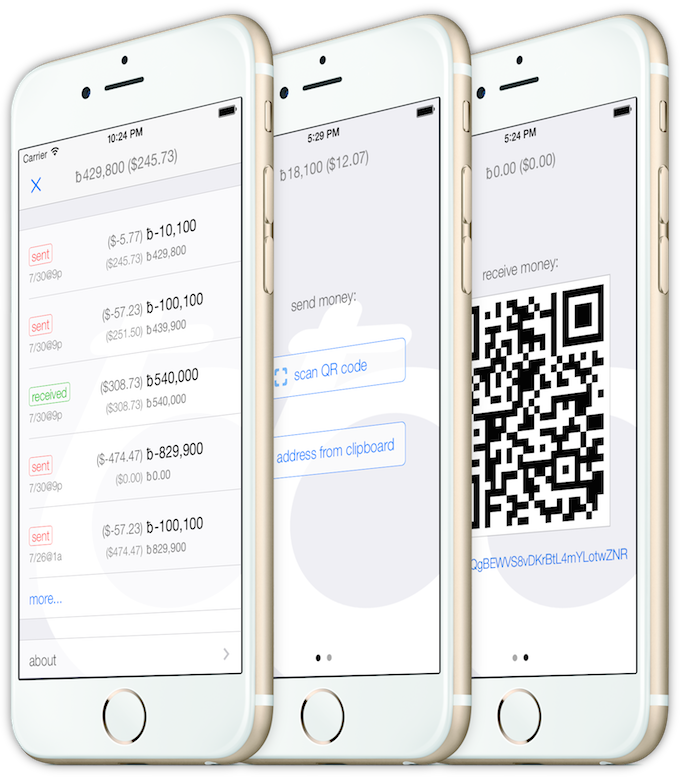 Carrier 10:24 PM
ƀ429,800 ($245.73)
sent ($-5.77) ƀ-10,100
7/30@9p ($245.73) ƀ429,800
sent ($-57.23) ƀ-100,100
7/30@9p ($251.50) ƀ439,900
received ($308.73) ƀ540,000
7/30@9p ($308.73) ƀ540,000
sent ($-474.47) ƀ-829,900
7/30@9p ($0.00) ƀ0.00
sent ($-57.23) ƀ-100,100
7/26@1a ($474.47) ƀ829,900
more...
about
5:29 PM
ƀ18,100 ($12.07)
send money:
scan QR code
address from clipboard
5:24 PM
ƀ0.00 ($0.00)
receive money:
QgBEWVS8vDKrBtL4mYLotwZNR